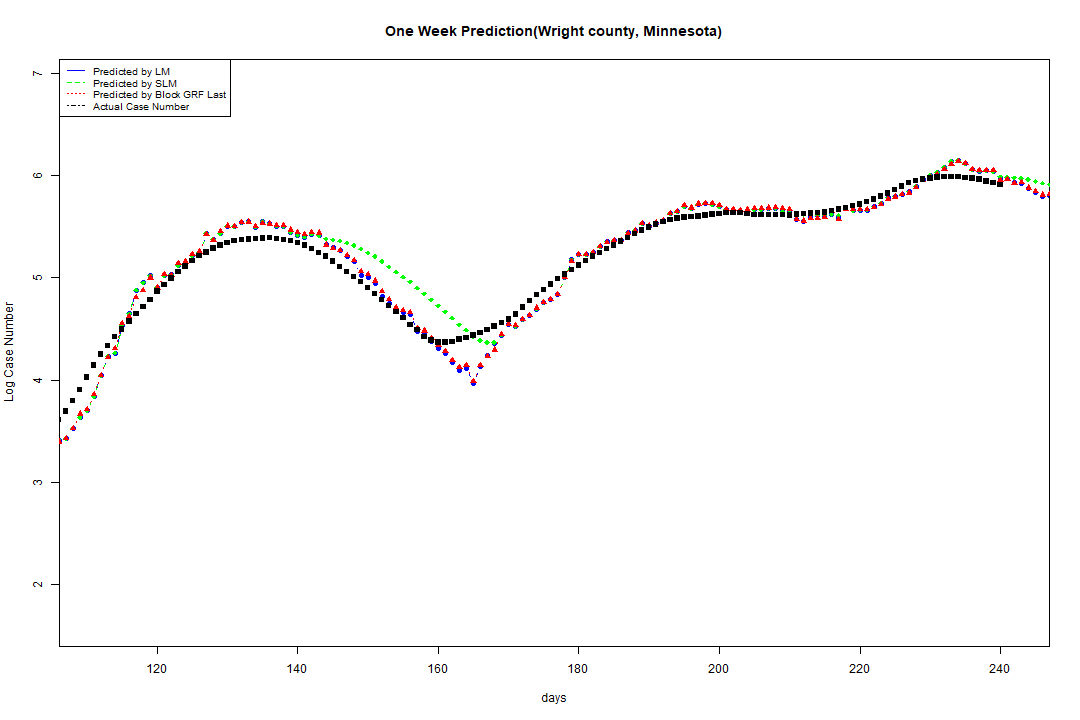 One Week Prediction(Wright county, Minnesota)
Predicted by LM
Predicted by SLM
Predicted by Block GRF Last
Actual Case Number
7
6
5
4
3
2
Log Case Number
120 140 160 180 200 220 240
days